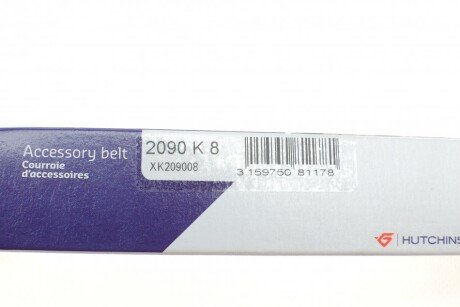 Accessory belt
Courroie
d'accessoires
2090 K 8
XK209008
3 159750 81178
HUTCHINS